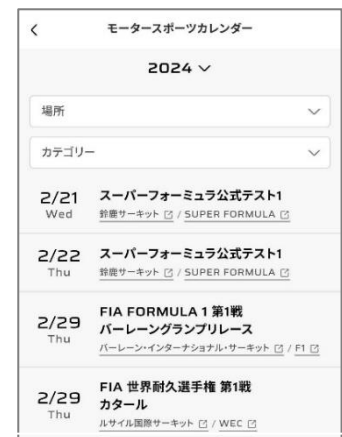 モータースポーツカレンダー
2024
場所
カテゴリー
2/21 スーパーフォーミュラ公式テスト1
Wed 鈴鹿サーキット / SUPER FORMULA
2/22 スーパーフォーミュラ公式テスト1
Thu 鈴鹿サーキット / SUPER FORMULA
2/29 FIA FORMULA 1 第1戦
バーレーングランプリレース
Thu バーレーン・インターナショナル・サーキット / F1
2/29 FIA 世界耐久選手権 第1戦
カタール
Thu ルサイル国際サーキット / WEC